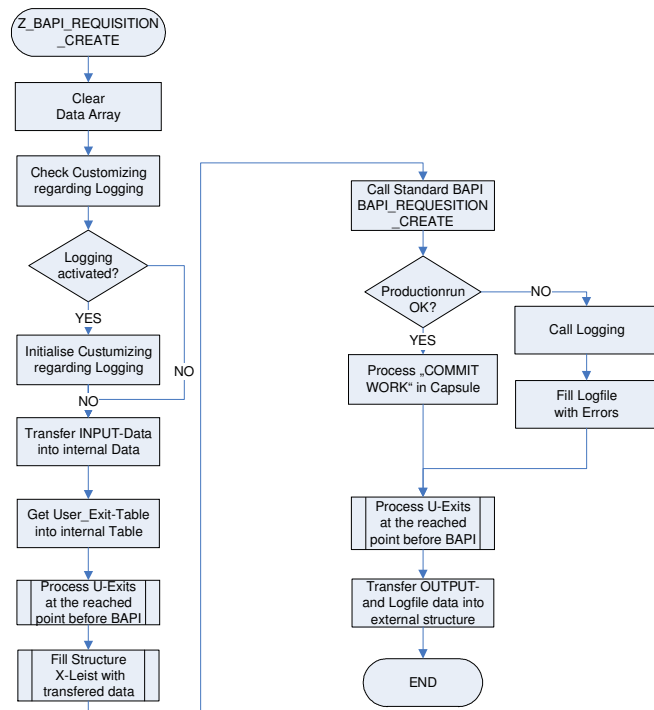 Z_BAPI_REQUISITION
_CREATE
Clear
Data Array
Check Customizing
regarding Logging
Logging
activated?
YES
Initialise Custumizing
regarding Logging
NO
NO
Transfer INPUT-Data
into internal Data
Get User_Exit-Table
into internal Table
Process U-Exits
at the reached
point before BAPI
Fill Structure
X-Leist with
transfered data
Call Standard BAPI
BAPI_REQUESITION
_CREATE
Productionrun
OK?
NO
YES
Call Logging
Process „COMMIT
WORK“ in Capsule
Fill Logfile
with Errors
Process U-Exits
at the reached
point before BAPI
Transfer OUTPUT-
and Logfile data into
external structure
END